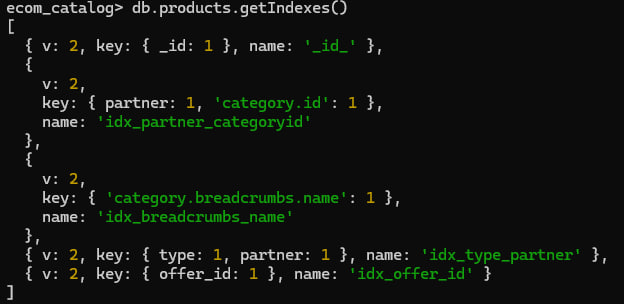 ecom_catalog> db.products.getIndexes()
[
  { v: 2, key: { _id: 1 }, name: '_id_' },
  {
    v: 2,
    key: { partner: 1, 'category.id': 1 },
    name: 'idx_partner_categoryid'
  },
  {
    v: 2,
    key: { 'category.breadcrumbs.name': 1 },
    name: 'idx_breadcrumbs_name'
  },
  { v: 2, key: { type: 1, partner: 1 }, name: 'idx_type_partner' },
  { v: 2, key: { offer_id: 1 }, name: 'idx_offer_id' }
]